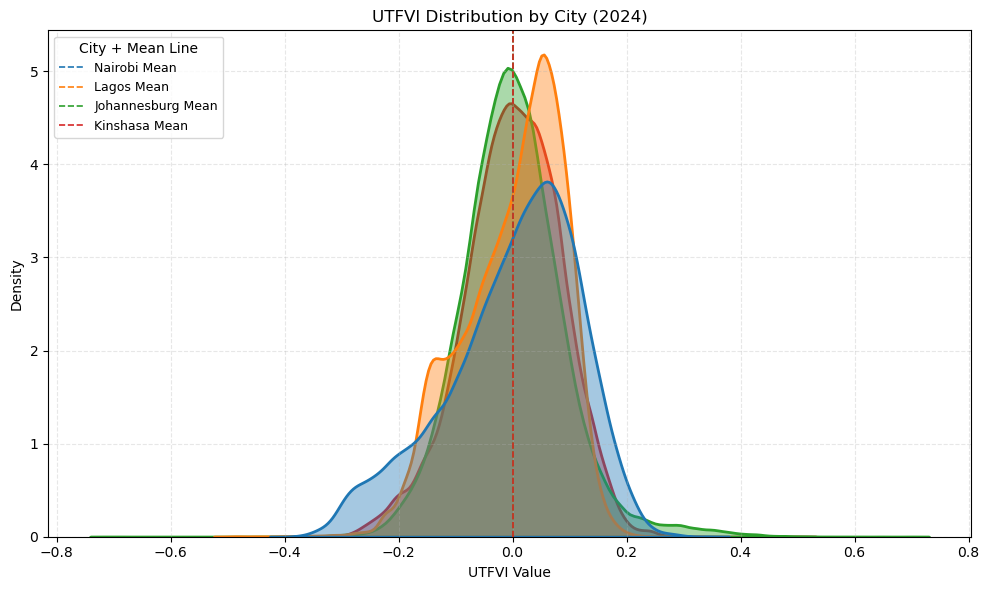 UTFVI Distribution by City (2024)
City + Mean Line
Nairobi Mean
Lagos Mean
Johannesburg Mean
Kinshasa Mean
Density
5
4
3
2
1
0
−0.8 −0.6 −0.4 −0.2 0.0 0.2 0.4 0.6 0.8
UTFVI Value